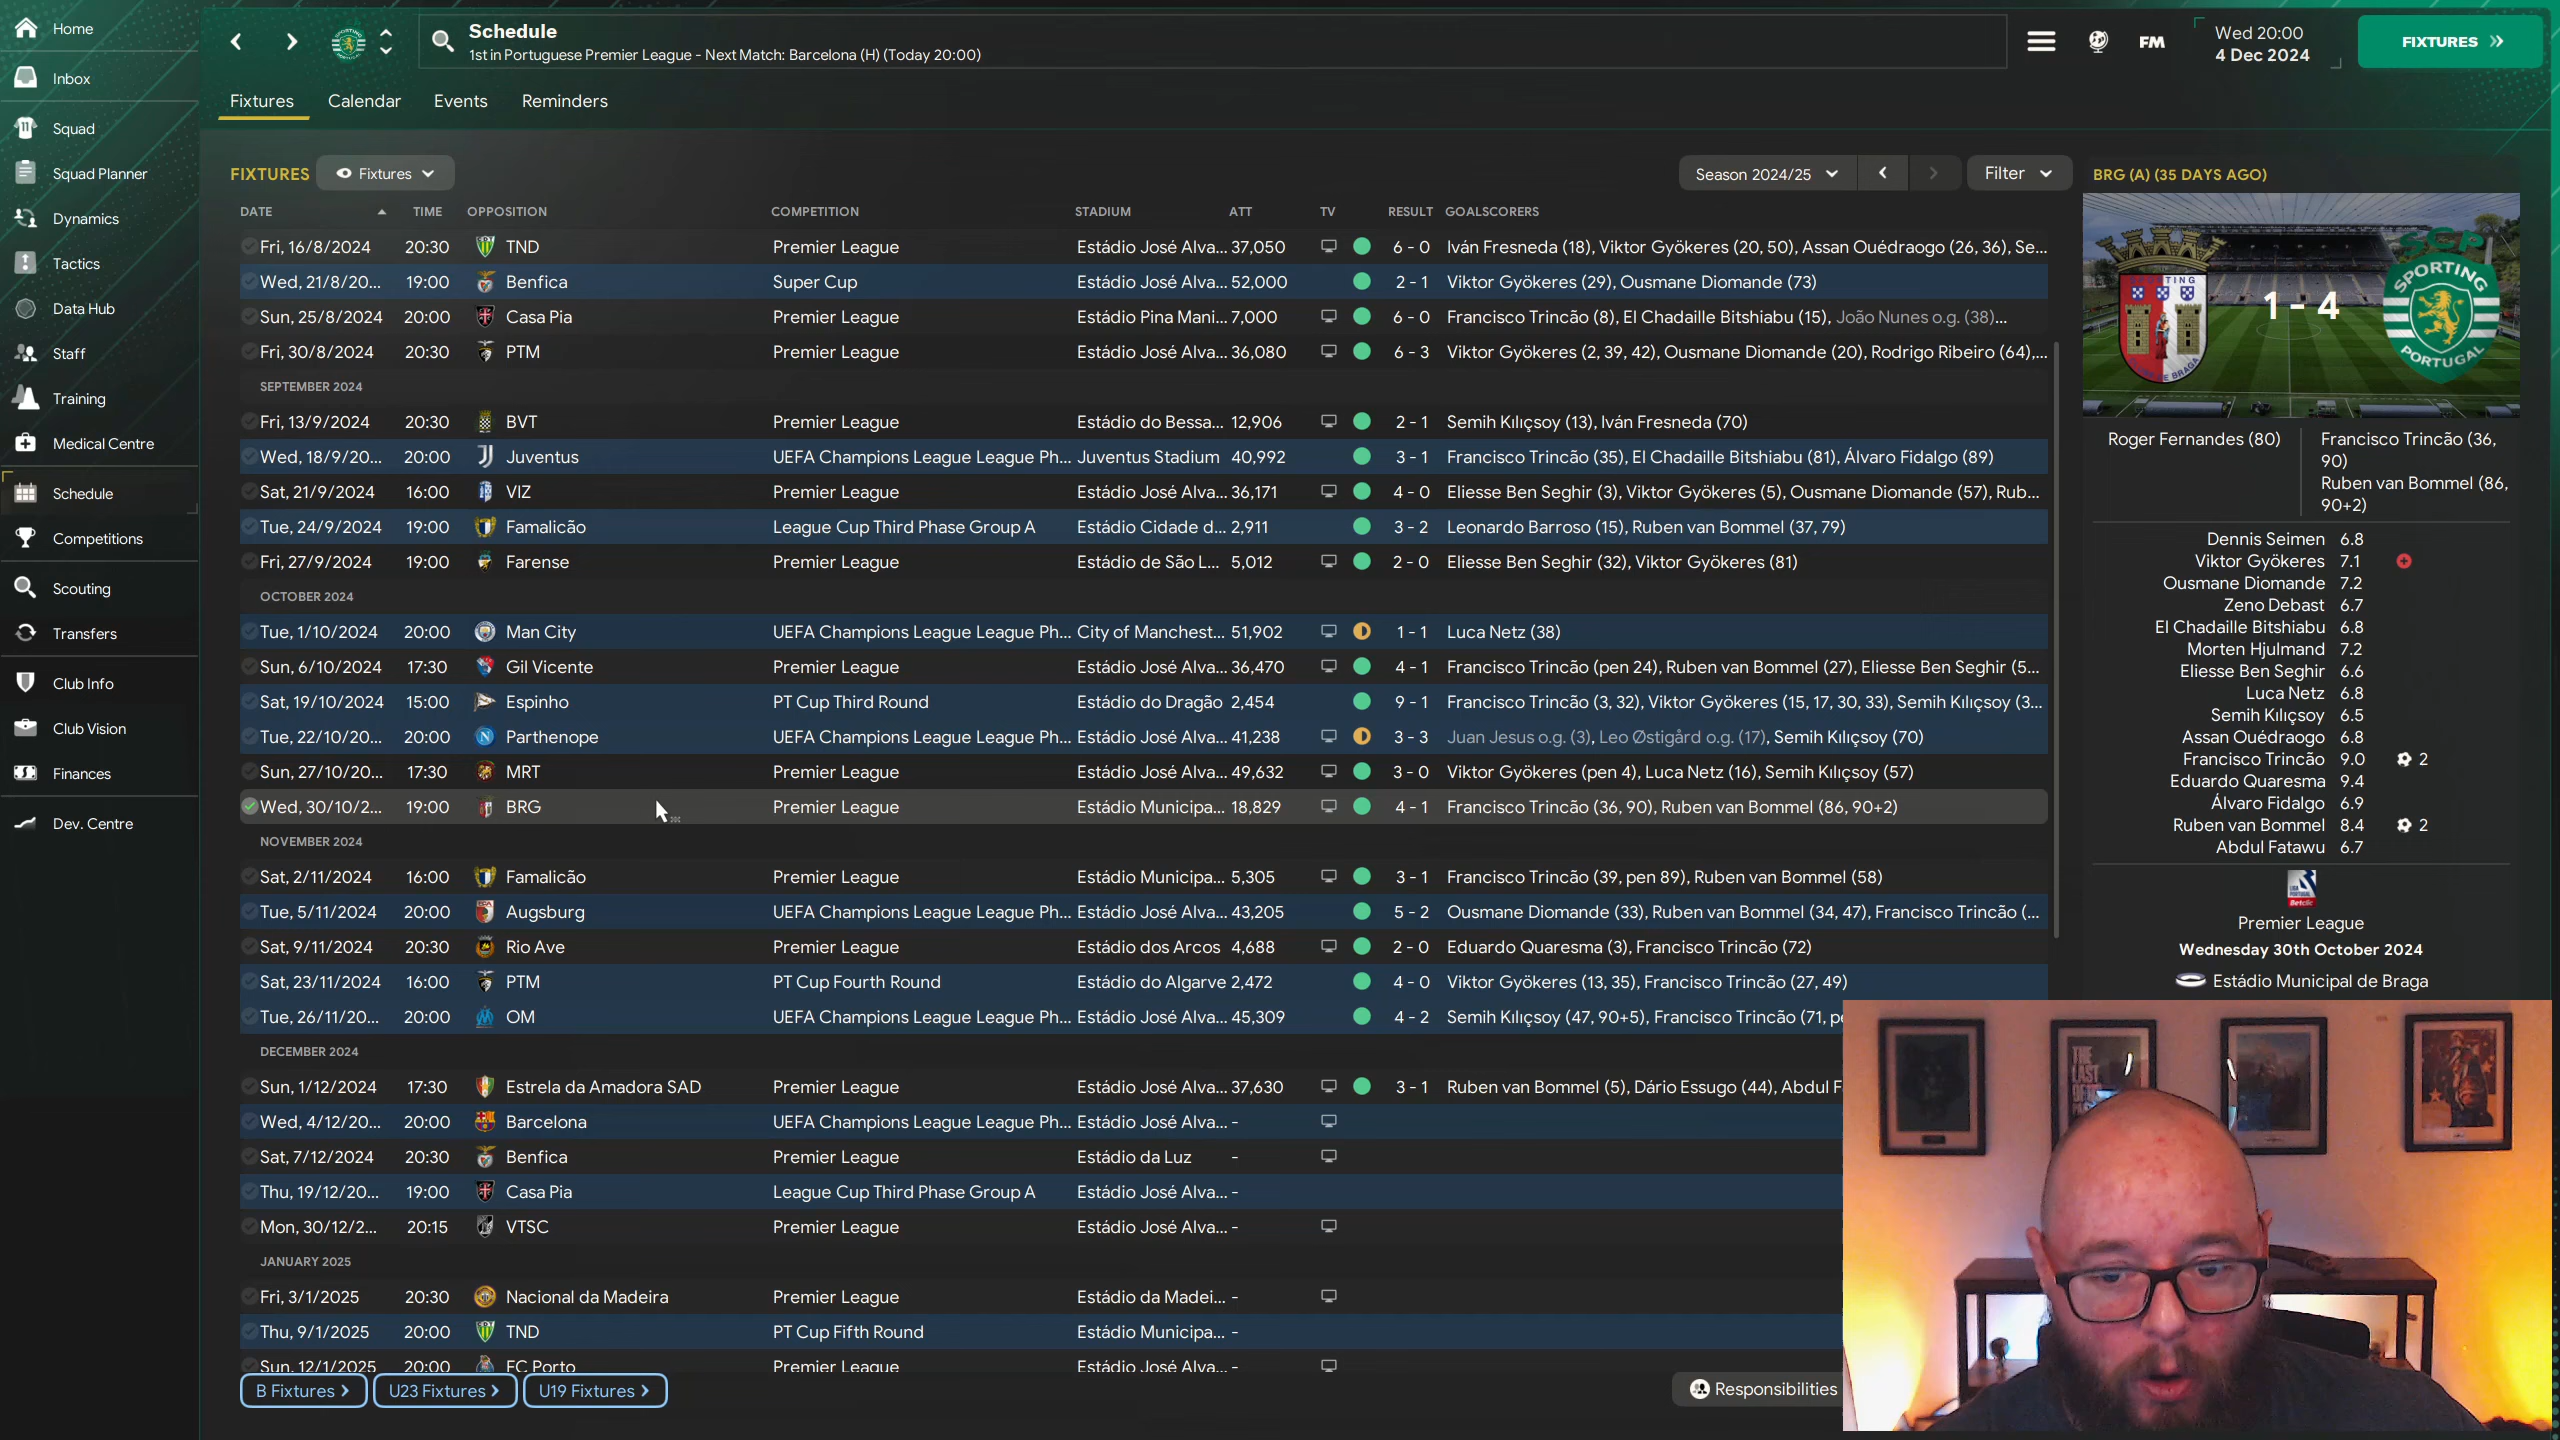 Home
Inbox
Squad
Squad Planner
Dynamics
Tactics
Data Hub
Staff
Training
Medical Centre
Schedule
Competitions
Scouting
Transfers
Club Info
Club Vision
Finances
Dev. Centre
Schedule
1st in Portuguese Premier League - Next Match: Barcelona (H) (Today 20:00)
FM
Wed 20:00
4 Dec 2024
FIXTURES
Fixtures Calendar Events Reminders
FIXTURES Fixtures Season 2024/25 Filter
DATE TIME OPPOSITION COMPETITION STADIUM ATT TV RESULT GOALSCORERS
Fri, 16/8/2024 20:30 TND Premier League Estádio José Alva... 37,050 6 - 0 Iván Fresneda (18), Viktor Gyökeres (20, 50), Assan Ouédraogo (26, 36), Se...
Wed, 21/8/20... 19:00 Benfica Super Cup Estádio José Alva... 52,000 2 - 1 Viktor Gyökeres (29), Ousmane Diomande (73)
Sun, 25/8/2024 20:00 Casa Pia Premier League Estádio Pina Mani... 7,000 6 - 0 Francisco Trincão (8), El Chadaille Bitshiabu (15), João Nunes o.g. (38)...
Fri, 30/8/2024 20:30 PTM Premier League Estádio José Alva... 36,080 6 - 3 Viktor Gyökeres (2, 39, 42), Ousmane Diomande (20), Rodrigo Ribeiro (64),...
SEPTEMBER 2024
Fri, 13/9/2024 20:30 BVT Premier League Estádio do Bessa... 12,906 2 - 1 Semih Kılıçsoy (13), Iván Fresneda (70)
Wed, 18/9/20... 20:00 Juventus UEFA Champions League League Ph... Juventus Stadium 40,992 3 - 1 Francisco Trincão (35), El Chadaille Bitshiabu (81), Álvaro Fidalgo (89)
Sat, 21/9/2024 16:00 VIZ Premier League Estádio José Alva... 36,171 4 - 0 Eliesse Ben Seghir (3), Viktor Gyökeres (5), Ousmane Diomande (57), Rub...
Tue, 24/9/2024 19:00 Famalicão League Cup Third Phase Group A Estádio Cidade d... 2,911 3 - 2 Leonardo Barroso (15), Ruben van Bommel (37, 79)
Fri, 27/9/2024 19:00 Farense Premier League Estádio de São L... 5,012 2 - 0 Eliesse Ben Seghir (32), Viktor Gyökeres (81)
OCTOBER 2024
Tue, 1/10/2024 20:00 Man City UEFA Champions League League Ph... City of Manchest... 51,902 1 - 1 Luca Netz (38)
Sun, 6/10/2024 17:30 Gil Vicente Premier League Estádio José Alva... 36,470 4 - 1 Francisco Trincão (pen 24), Ruben van Bommel (27), Eliesse Ben Seghir (5...
Sat, 19/10/2024 15:00 Espinho PT Cup Third Round Estádio do Dragão 2,454 9 - 1 Francisco Trincão (3, 32), Viktor Gyökeres (15, 17, 30, 33), Semih Kılıçsoy (3...
Tue, 22/10/20... 20:00 Parthenope UEFA Champions League League Ph... Estádio José Alva... 41,238 3 - 3 Juan Jesus o.g. (3), Leo Østigård o.g. (17), Semih Kılıçsoy (70)
Sun, 27/10/20... 17:30 MRT Premier League Estádio José Alva... 49,632 3 - 0 Viktor Gyökeres (pen 4), Luca Netz (16), Semih Kılıçsoy (57)
Wed, 30/10/2... 19:00 BRG Premier League Estádio Municipa... 18,829 4 - 1 Francisco Trincão (36, 90), Ruben van Bommel (86, 90+2)
NOVEMBER 2024
Sat, 2/11/2024 16:00 Famalicão Premier League Estádio Municipa... 5,305 3 - 1 Francisco Trincão (39, pen 89), Ruben van Bommel (58)
Tue, 5/11/2024 20:00 Augsburg UEFA Champions League League Ph... Estádio José Alva... 43,205 5 - 2 Ousmane Diomande (33), Ruben van Bommel (34, 47), Francisco Trincão (...
Sat, 9/11/2024 20:30 Rio Ave Premier League Estádio dos Arcos 4,688 2 - 0 Eduardo Quaresma (3), Francisco Trincão (72)
Sat, 23/11/2024 16:00 PTM PT Cup Fourth Round Estádio do Algarve 2,472 4 - 0 Viktor Gyökeres (13, 35), Francisco Trincão (27, 49)
Tue, 26/11/20... 20:00 OM UEFA Champions League League Ph... Estádio José Alva... 45,309 4 - 2 Semih Kılıçsoy (47, 90+5), Francisco Trincão (71, pe
DECEMBER 2024
Sun, 1/12/2024 17:30 Estrela da Amadora SAD Premier League Estádio José Alva... 37,630 3 - 1 Ruben van Bommel (5), Dário Essugo (44), Abdul F
Wed, 4/12/20... 20:00 Barcelona UEFA Champions League League Ph... Estádio José Alva... -
Sat, 7/12/2024 20:30 Benfica Premier League Estádio da Luz -
Thu, 19/12/20... 19:00 Casa Pia League Cup Third Phase Group A Estádio José Alva... -
Mon, 30/12/2... 20:15 VTSC Premier League Estádio José Alva... -
JANUARY 2025
Fri, 3/1/2025 20:30 Nacional da Madeira Premier League Estádio da Madei... -
Thu, 9/1/2025 20:00 TND PT Cup Fifth Round Estádio Municipa... -
Sun, 12/1/2025 20:00 FC Porto Premier League Estádio José Alva... -
B Fixtures U23 Fixtures U19 Fixtures Responsibilities
BRG (A) (35 DAYS AGO)
SCP
SPORTING
PORTUGAL
1 - 4
Roger Fernandes (80)
Francisco Trincão (36,
90)
Ruben van Bommel (86,
90+2)
Dennis Seimen 6.8
Viktor Gyökeres 7.1
Ousmane Diomande 7.2
Zeno Debast 6.7
El Chadaille Bitshiabu 6.8
Morten Hjulmand 7.2
Eliesse Ben Seghir 6.6
Luca Netz 6.8
Semih Kılıçsoy 6.5
Assan Ouédraogo 6.8
Francisco Trincão 9.0 2
Eduardo Quaresma 9.4
Álvaro Fidalgo 6.9
Ruben van Bommel 8.4 2
Abdul Fatawu 6.7
Betclic
Premier League
Wednesday 30th October 2024
Estádio Municipal de Braga
THE
LAST